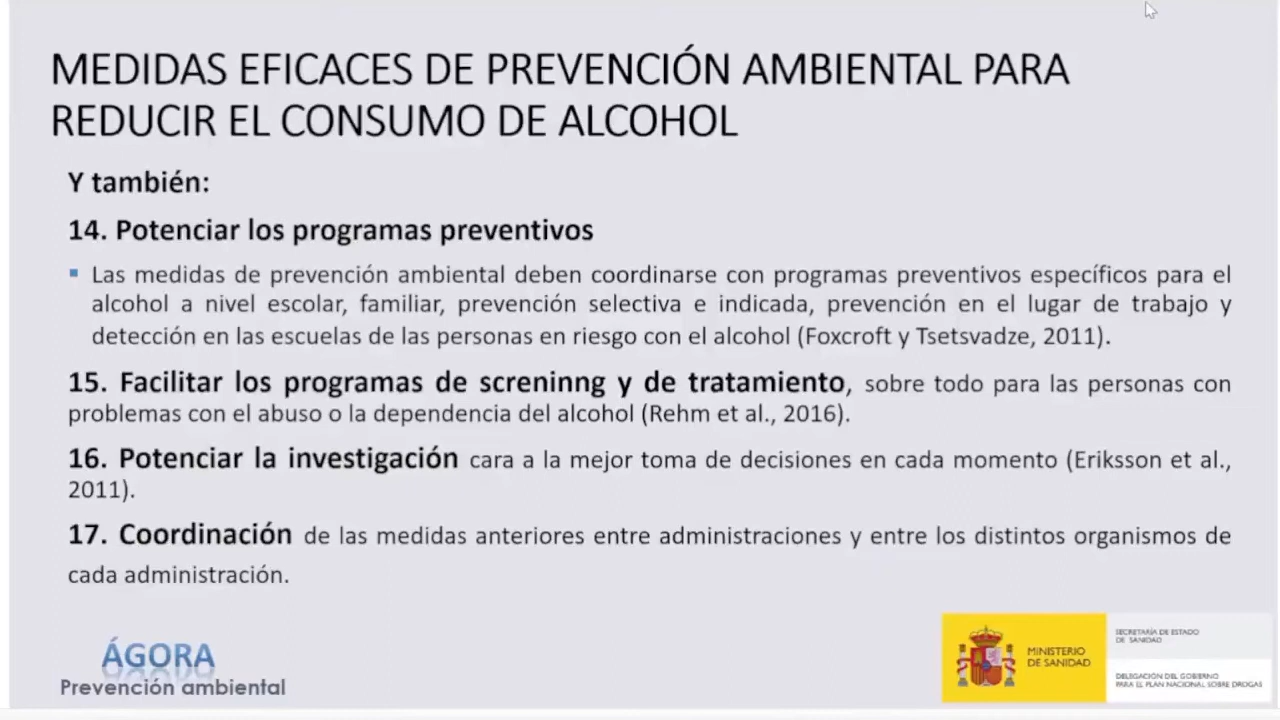 MEDIDAS EFICACES DE PREVENCIÓN AMBIENTAL PARA
REDUCIR EL CONSUMO DE ALCOHOL
Y también:
14. Potenciar los programas preventivos
Las medidas de prevención ambiental deben coordinarse con programas preventivos específicos para el
alcohol a nivel escolar, familiar, prevención selectiva e indicada, prevención en el lugar de trabajo y
detección en las escuelas de las personas en riesgo con el alcohol (Foxcroft y Tsetsvadze, 2011).
15. Facilitar los programas de screninng y de tratamiento, sobre todo para las personas con
problemas con el abuso o la dependencia del alcohol (Rehm et al., 2016).
16. Potenciar la investigación cara a la mejor toma de decisiones en cada momento (Eriksson et al.,
2011).
17. Coordinación de las medidas anteriores entre administraciones y entre los distintos organismos de
cada administración.
ÁGORA
Prevención ambiental
MINISTERIO
DE SANIDAD
SECRETARÍA DE ESTADO
DE SANIDAD
DELEGACIÓN DEL GOBIERNO
PARA EL PLAN NACIONAL SOBRE DROGAS